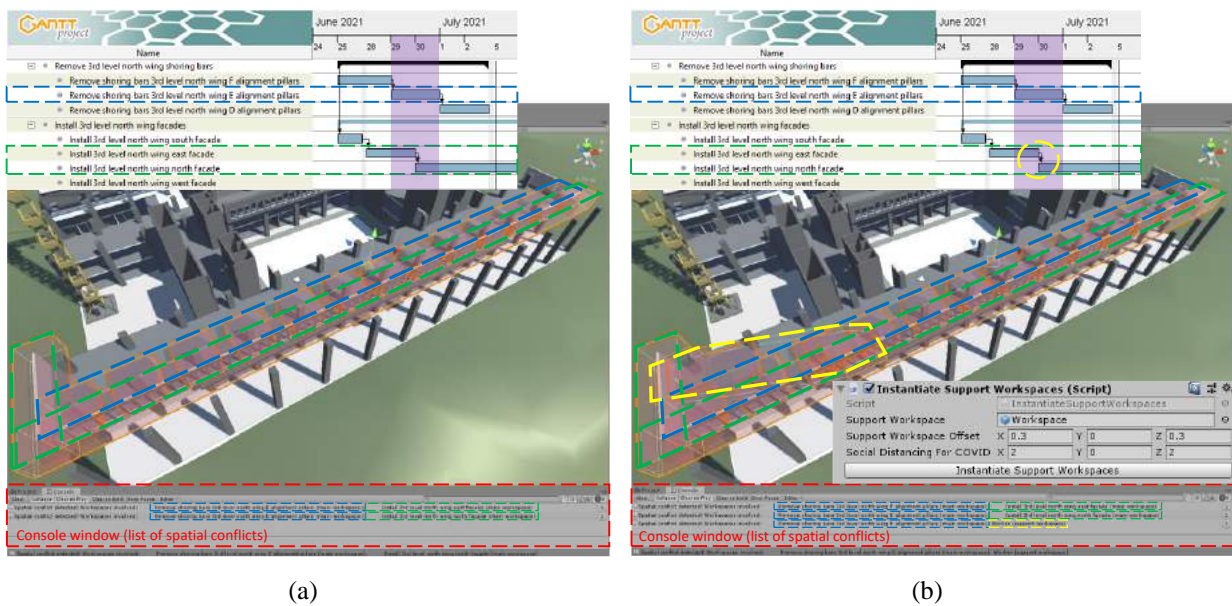 GANTT
project
June 2021
July 2021
24 25 28 29 30 1 2 5
Name
Remove 3rd level north wing shoring bars
Remove shoring bars 3rd level north wing F alignment pillars
Remove shoring bars 3rd level north wing E alignment pillars
Remove shoring bars 3rd level north wing D alignment pillars
Install 3rd level north wing facades
Install 3rd level north wing south facade
Install 3rd level north wing east facade
Install 3rd level north wing north facade
Install 3rd level north wing west facade
Console window (list of spatial conflicts)
(a)
GANTT
project
June 2021
July 2021
24 25 28 29 30 1 2 5
Name
Remove 3rd level north wing shoring bars
Remove shoring bars 3rd level north wing F alignment pillars
Remove shoring bars 3rd level north wing E alignment pillars
Remove shoring bars 3rd level north wing D alignment pillars
Install 3rd level north wing facades
Install 3rd level north wing south facade
Install 3rd level north wing east facade
Install 3rd level north wing north facade
Install 3rd level north wing west facade
Instantiate Support Workspaces (Script)
Script InstantiateSupportWorkspaces
Support Workspace Workspace
Support Workspace Offset X 0.3 Y 0 Z 0.3
Social Distancing For COVID X 2 Y 0 Z 2
Instantiate Support Workspaces
Console window (list of spatial conflicts)
(b)